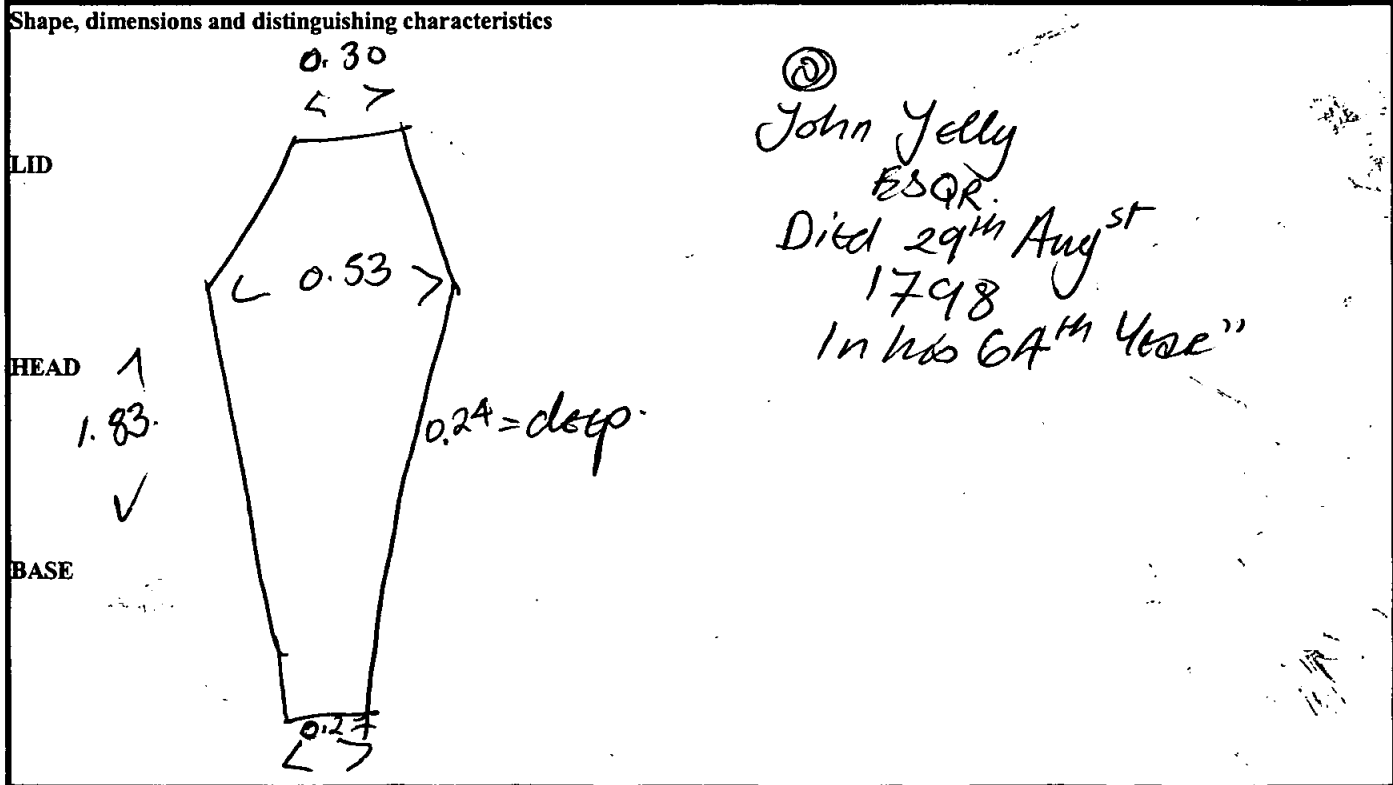 Shape, dimensions and distinguishing characteristics
0.30
< >
LID
< 0.53 >
HEAD
1.83.
0.24 = deep.
BASE
0.27
< >
John Yelly
ESQR.
Died 29th Augst
1798
In his 64th Year"